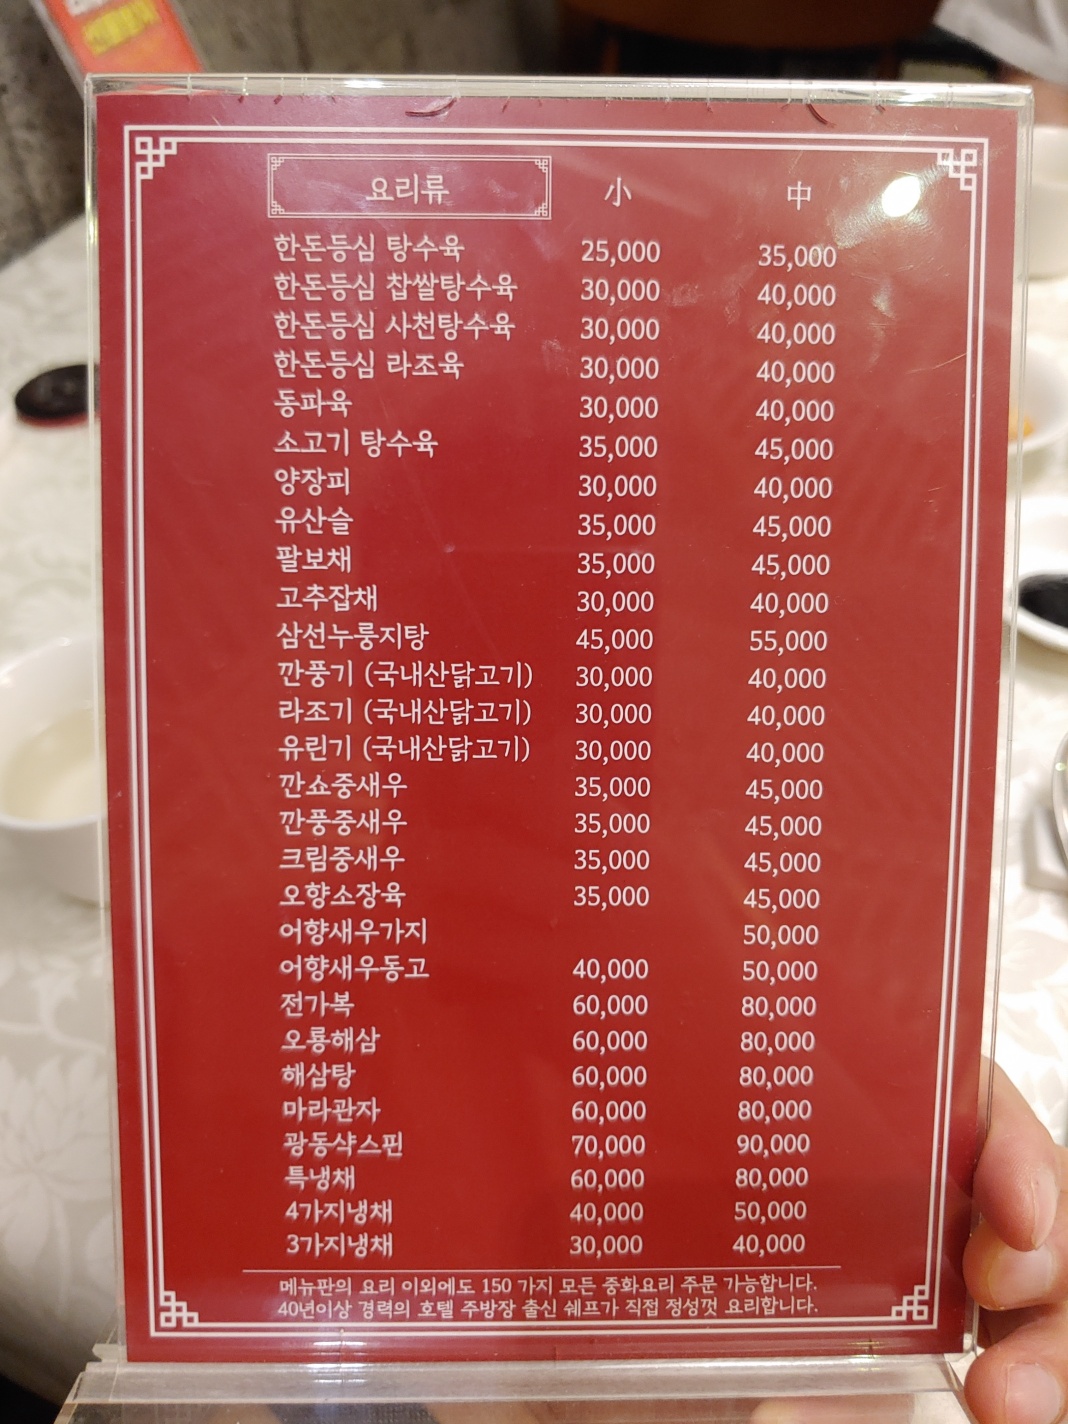 요리류 小 中
한돈등심 탕수육 25,000 35,000
한돈등심 찹쌀탕수육 30,000 40,000
한돈등심 사천탕수육 30,000 40,000
한돈등심 라조육 30,000 40,000
동파육 30,000 40,000
소고기 탕수육 35,000 45,000
양장피 30,000 40,000
유산슬 35,000 45,000
팔보채 35,000 45,000
고추잡채 30,000 40,000
삼선누룽지탕 45,000 55,000
깐풍기 (국내산닭고기) 30,000 40,000
라조기 (국내산닭고기) 30,000 40,000
유린기 (국내산닭고기) 30,000 40,000
깐쇼중새우 35,000 45,000
깐풍중새우 35,000 45,000
크림중새우 35,000 45,000
오향소장육 35,000 45,000
어향새우가지 50,000
어향새우동고 40,000 50,000
전가복 60,000 80,000
오룡해삼 60,000 80,000
해삼탕 60,000 80,000
마라관자 60,000 80,000
광동샥스핀 70,000 90,000
특냉채 60,000 80,000
4가지냉채 40,000 50,000
3가지냉채 30,000 40,000
메뉴판의 요리 이외에도 150 가지 모든 중화요리 주문 가능합니다.
40년이상 경력의 호텔 주방장 출신 쉐프가 직접 정성껏 요리합니다.